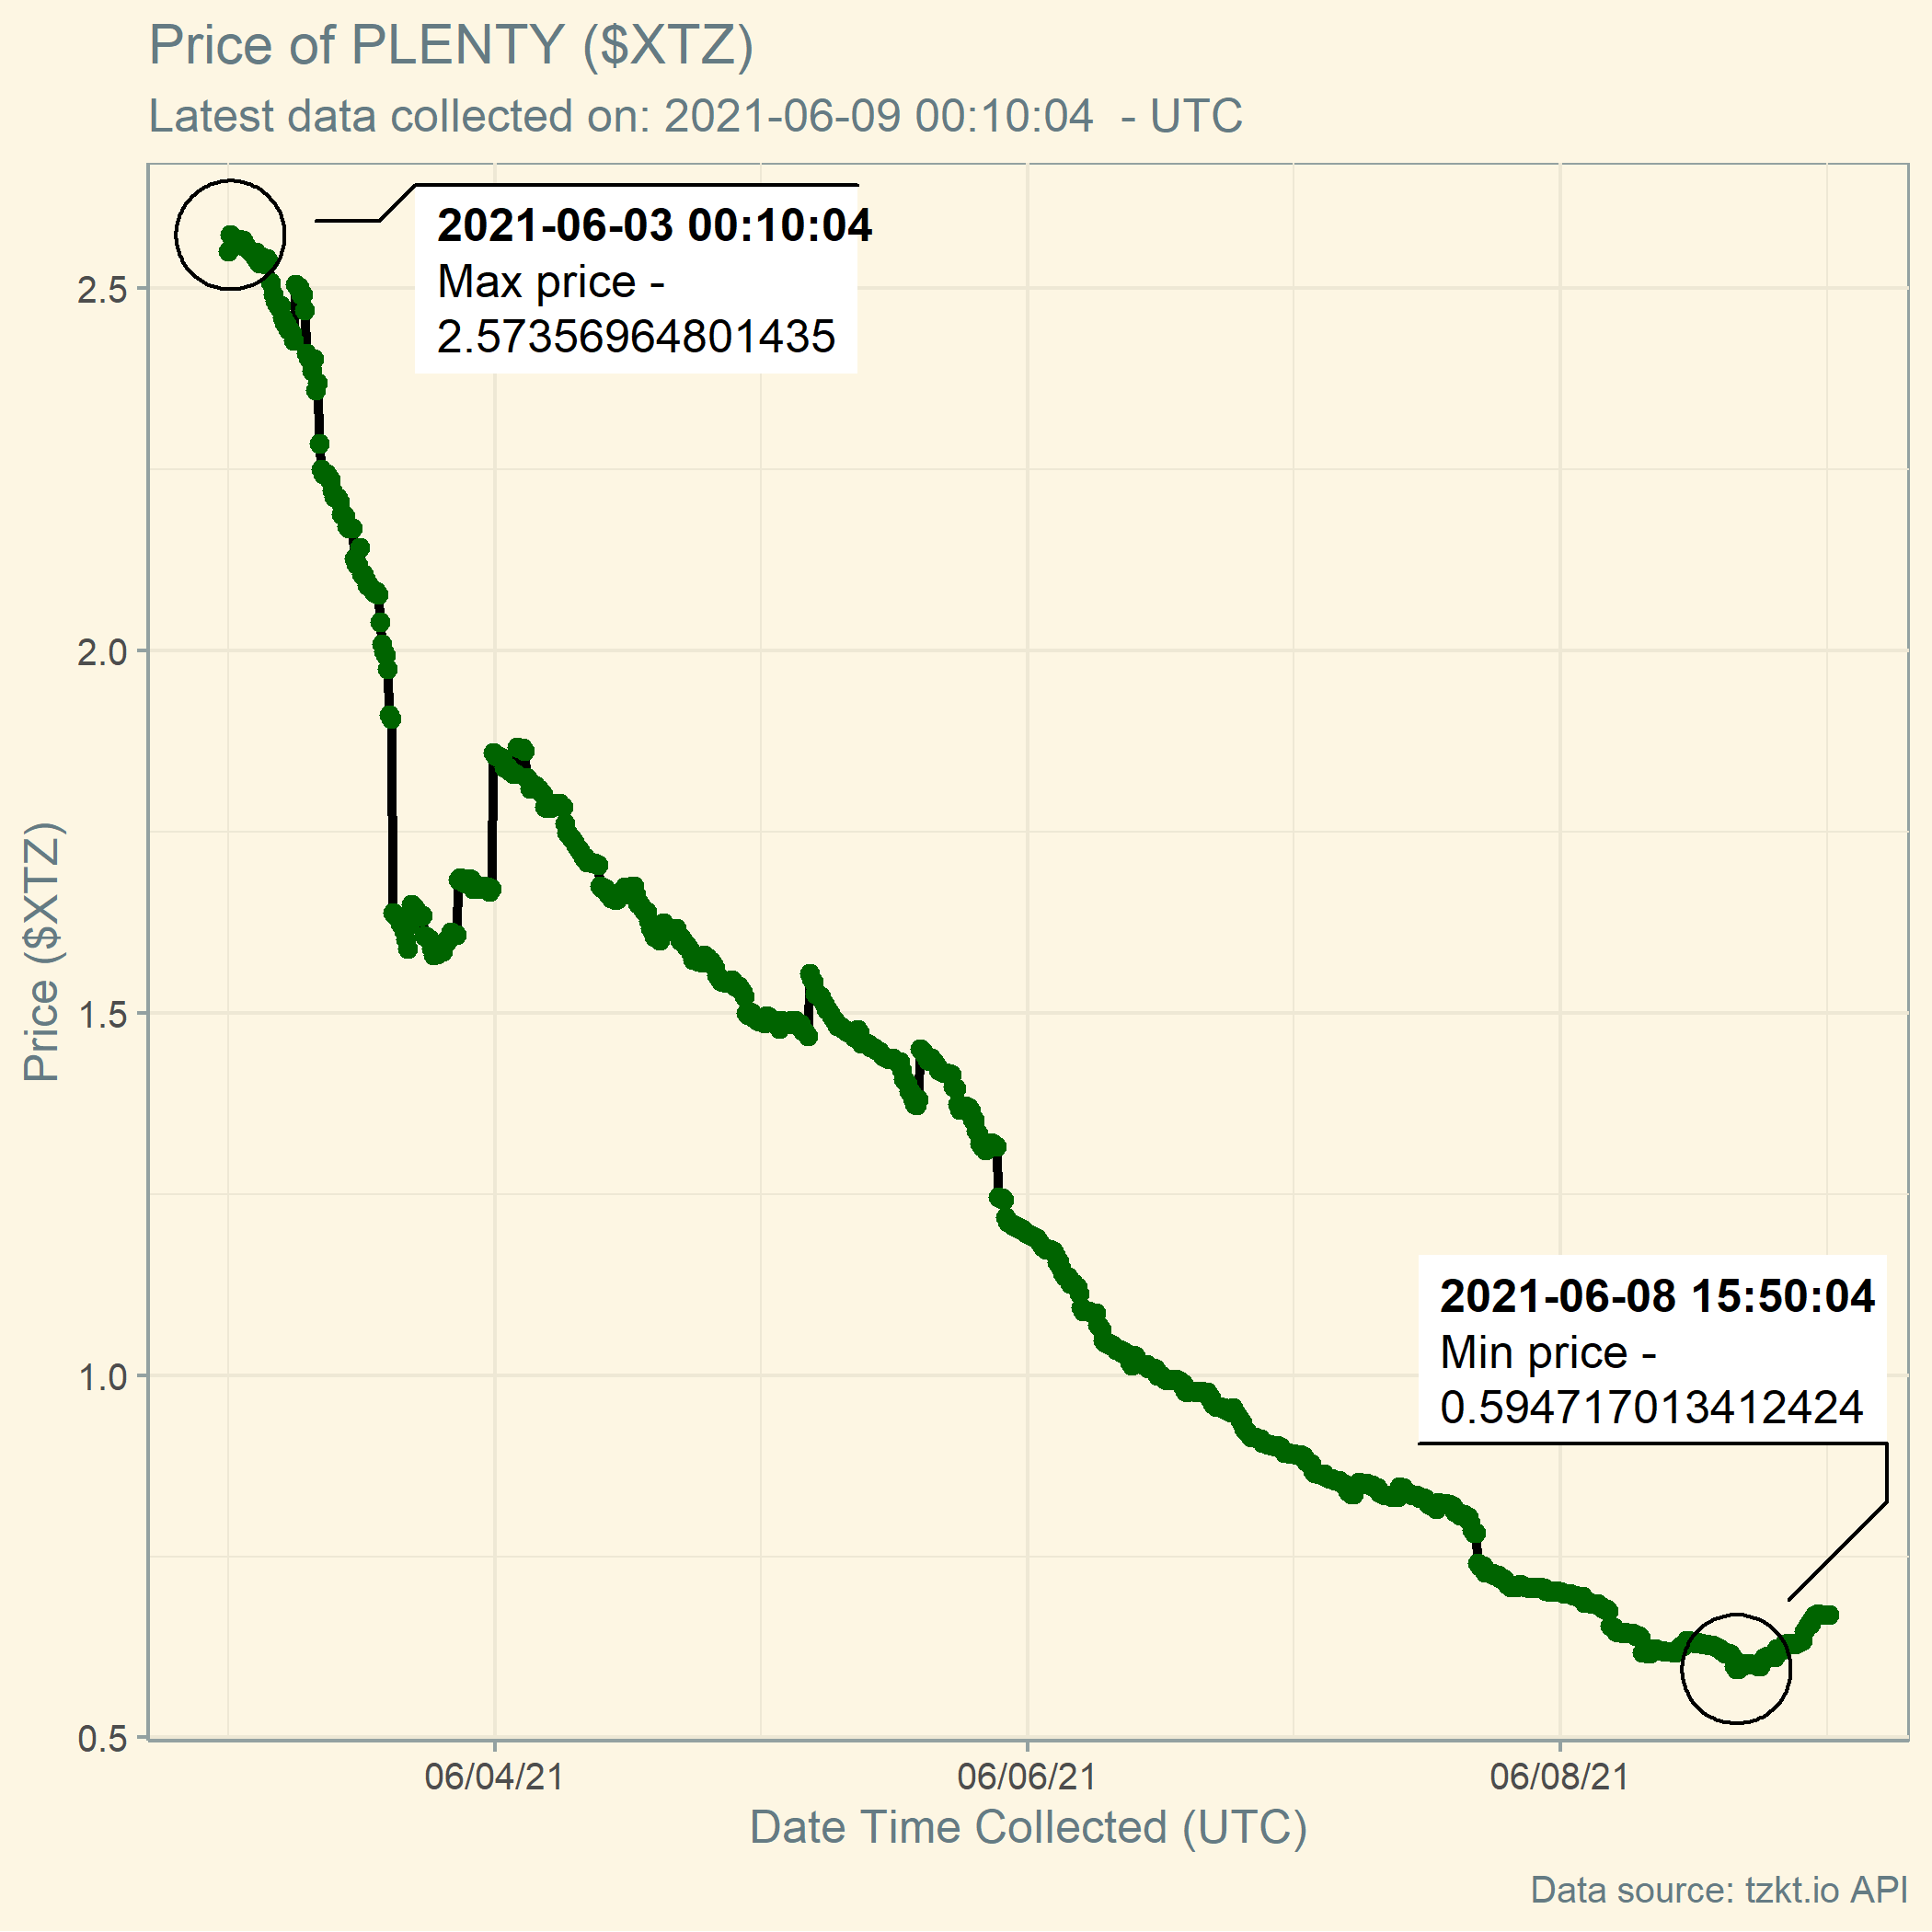 Price of PLENTY ($XTZ)
Latest data collected on: 2021-06-09 00:10:04  - UTC
2021-06-03 00:10:04
Max price -
2.57356964801435
2.5
2.0
1.5
1.0
0.5
Price ($XTZ)
2021-06-08 15:50:04
Min price -
0.594717013412424
06/04/21
06/06/21
06/08/21
Date Time Collected (UTC)
Data source: tzkt.io API